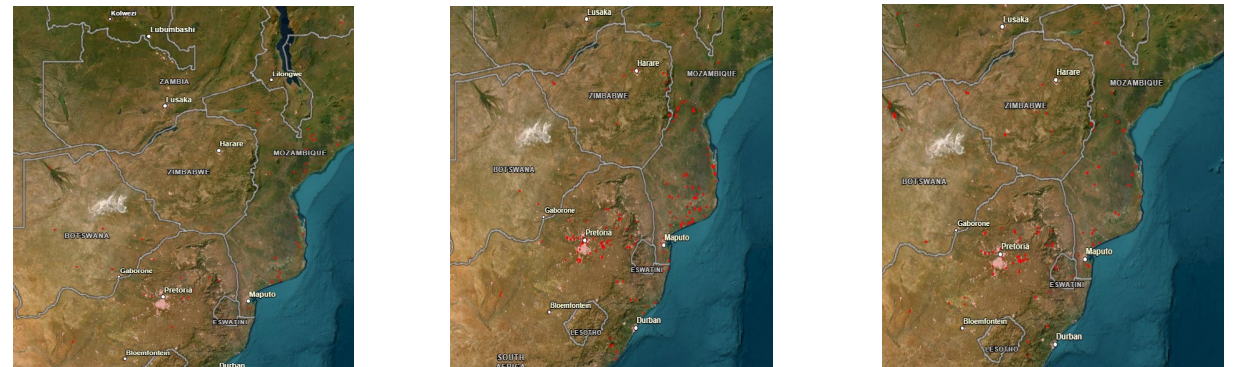 Kolwezi
Lubumbashi
ZAMBIA
Lilongwe
Lusaka
Harare
MOZAMBIQUE
ZIMBABWE
BOTSWANA
Gaborone
Pretoria
Maputo
ESWATINI
Bloemfontein
Durban
Lusaka
Harare
MOZAMBIQUE
ZIMBABWE
BOTSWANA
Gaborone
Pretoria
Maputo
ESWATINI
Bloemfontein
Durban
LESOTHO
SOUTH
AFRICA
Lusaka
Harare
MOZAMBIQUE
ZIMBABWE
BOTSWANA
Gaborone
Pretoria
Maputo
ESWATINI
Bloemfontein
Durban
LESOTHO